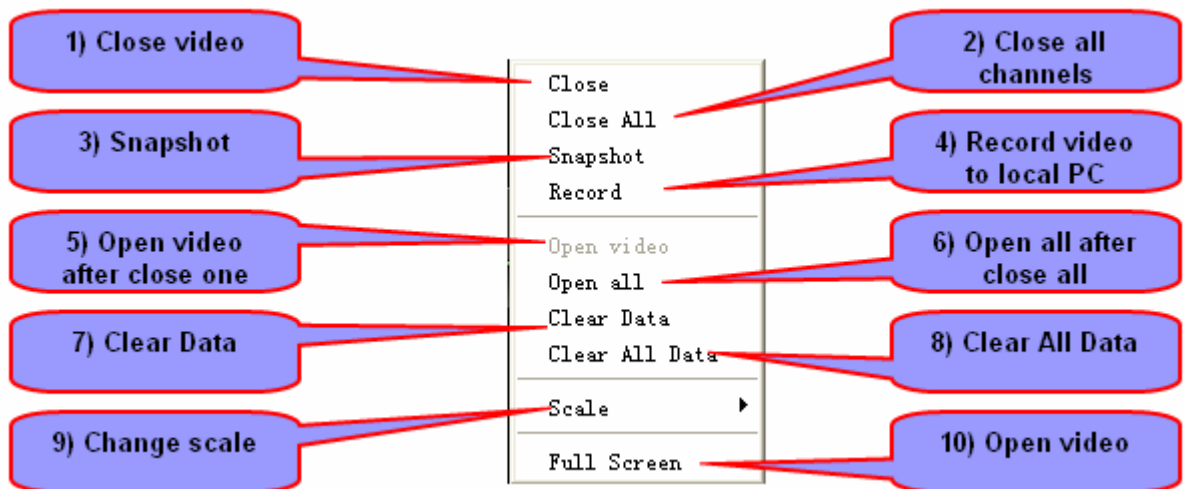 1) Close video
2) Close all
channels
3) Snapshot
4) Record video
to local PC
5) Open video
after close one
6) Open all after
close all
7) Clear Data
8) Clear All Data
9) Change scale
10) Open video
Close
Close All
Snapshot
Record
Open video
Open all
Clear Data
Clear All Data
Scale
Full Screen